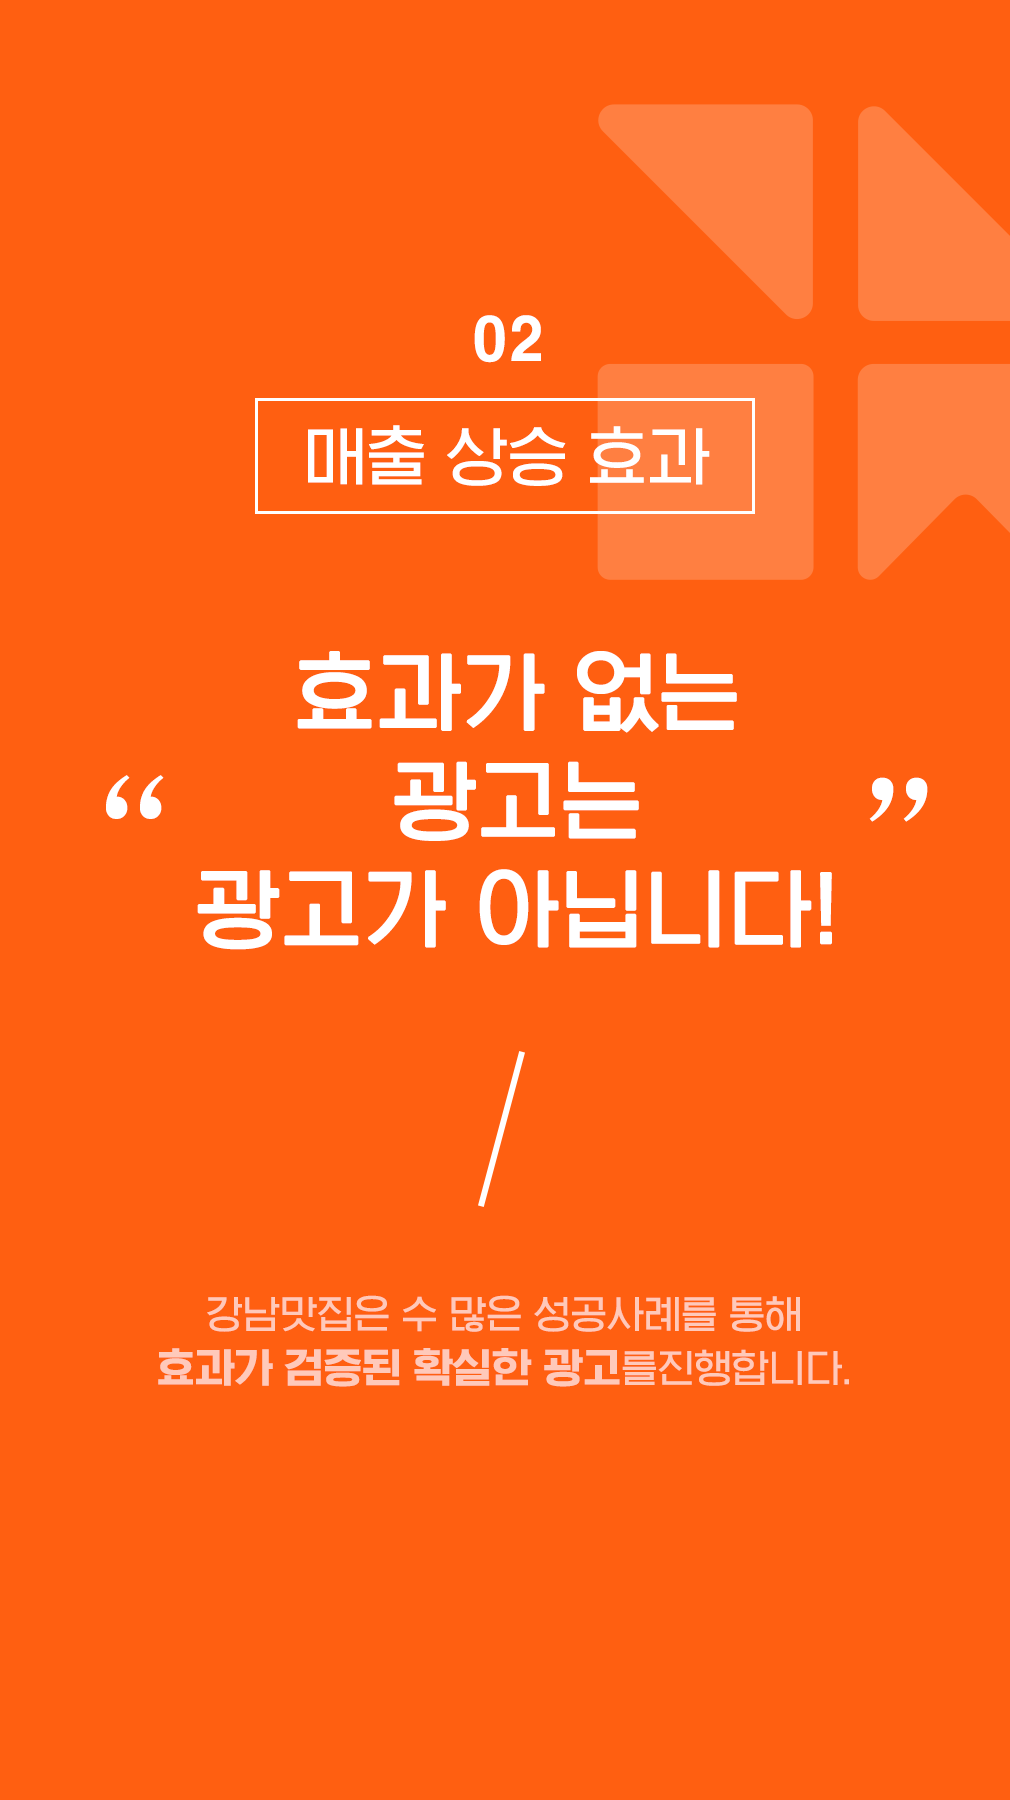 02
매출 상승 효과
효과가 없는
“ 광고는 ”
광고가 아닙니다!
강남맛집은 수 많은 성공사례를 통해
효과가 검증된 확실한 광고를진행합니다.